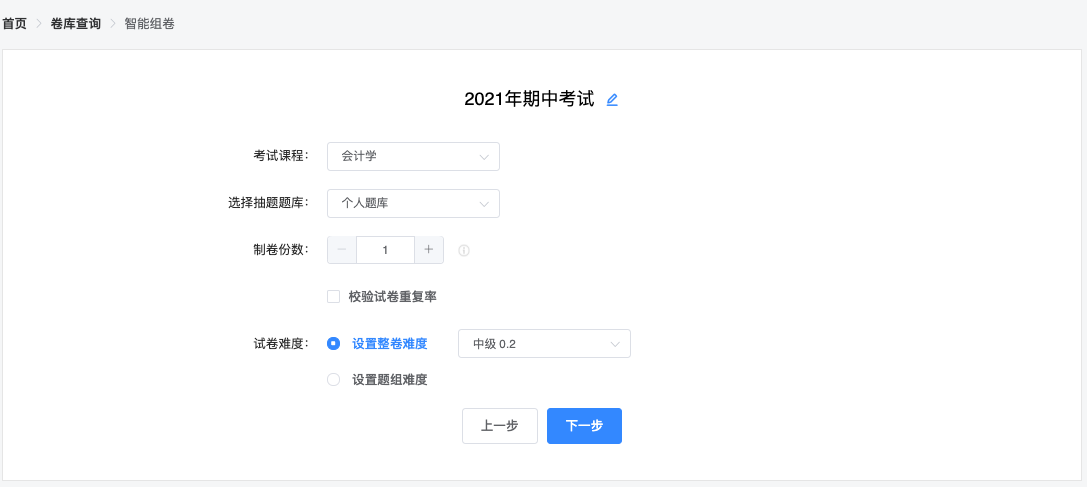 首页 > 卷库查询 > 智能组卷
2021年期中考试
考试课程： 会计学
选择抽题题库： 个人题库
制卷份数： − 1 +
校验试卷重复率
试卷难度： 设置整卷难度 中级 0.2
设置题组难度
上一步 下一步